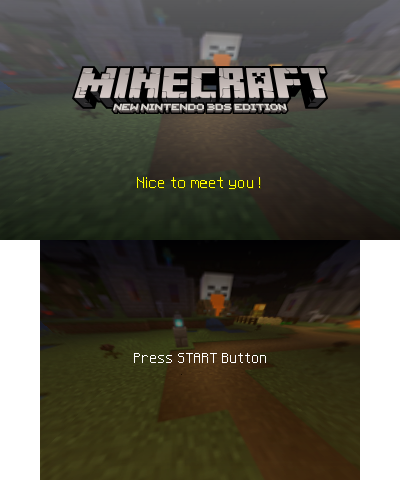 MINECRAFT
NEW NINTENDO 3DS EDITION
Nice to meet you!
Press START Button